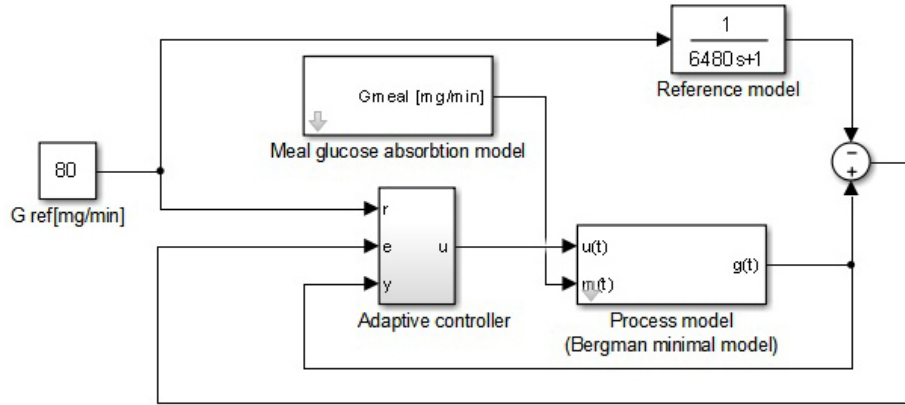 1
6480s+1
Reference model
Gmeal [mg/min]
Meal glucose absorbtion model
80
G ref[mg/min]
−
+
r
e
y
u
Adaptive controller
u(t)
m(t)
g(t)
Process model
(Bergman minimal model)